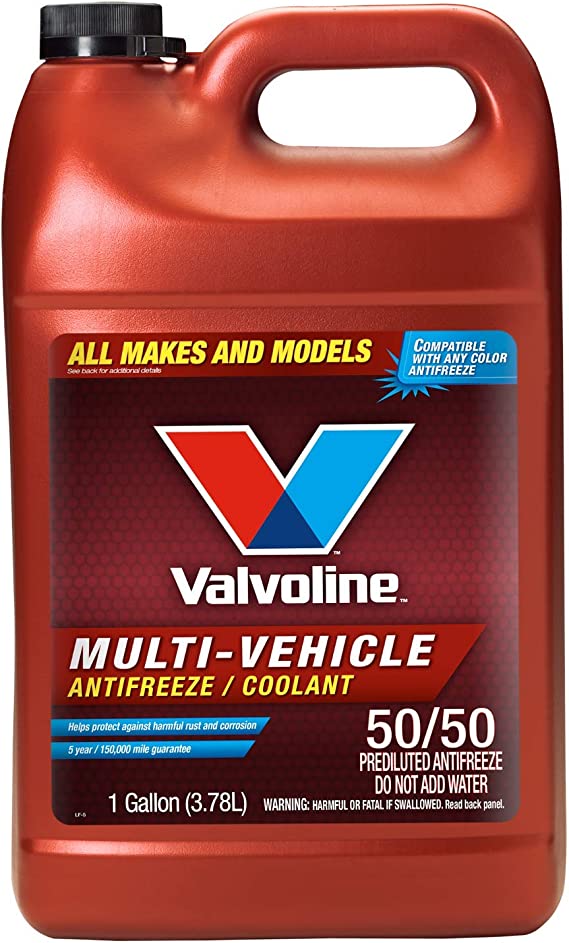 ALL MAKES AND MODELS
See back for additional details
COMPATIBLE
WITH ANY COLOR
ANTIFREEZE
Valvoline™
MULTI-VEHICLE
ANTIFREEZE / COOLANT
Helps protect against harmful rust and corrosion
5 year / 150,000 mile guarantee
50/50
PREDILUTED ANTIFREEZE
DO NOT ADD WATER
1 Gallon (3.78L)
WARNING: HARMFUL OR FATAL IF SWALLOWED. Read back panel.
LF-5